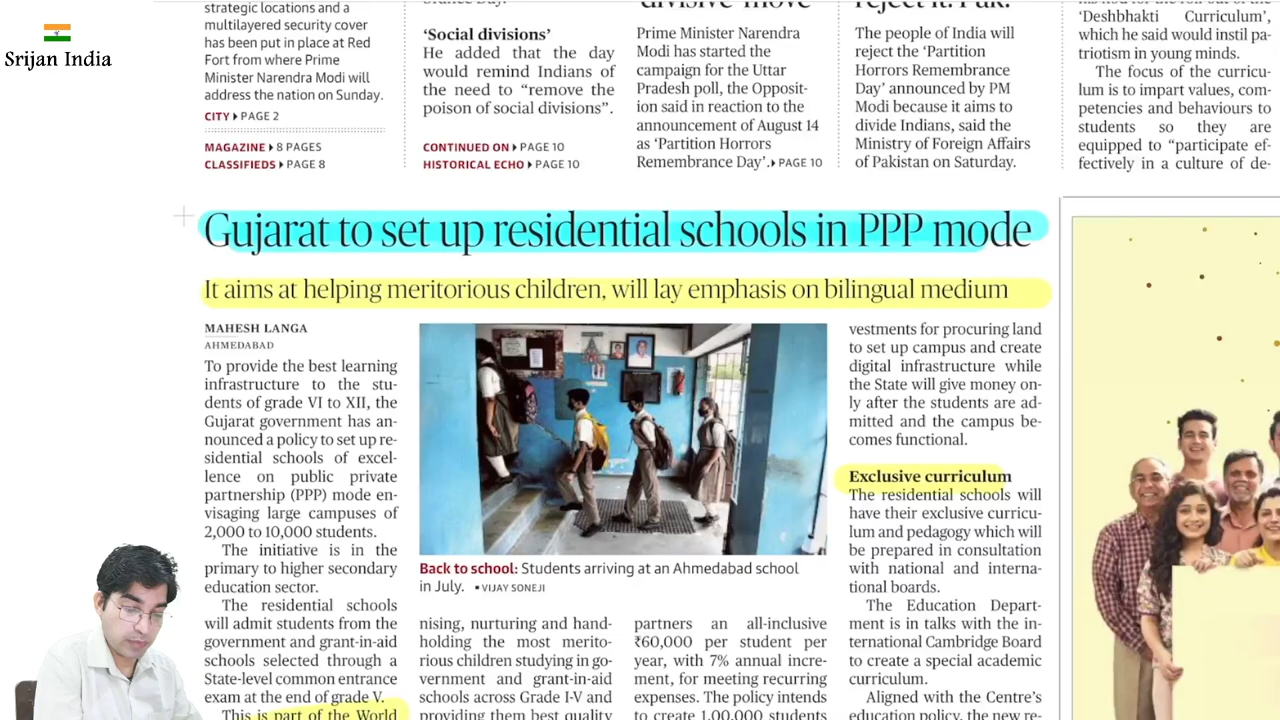 Srijan India
strategic locations and a
multilayered security cover
has been put in place at Red
Fort from where Prime
Minister Narendra Modi will
address the nation on Sunday.
CITY PAGE 2
MAGAZINE 8 PAGES
CLASSIFIEDS PAGE 8
‘Social divisions’
He added that the day
would remind Indians of
the need to “remove the
poison of social divisions”.
CONTINUED ON PAGE 10
HISTORICAL ECHO PAGE 10
divisive move
Prime Minister Narendra
Modi has started the
campaign for the Uttar
Pradesh poll, the Opposit-
ion said in reaction to the
announcement of August 14
as ‘Partition Horrors
Remembrance Day’. PAGE 10
reject it: Pak.
The people of India will
reject the ‘Partition
Horrors Remembrance
Day’ announced by PM
Modi because it aims to
divide Indians, said the
Ministry of Foreign Affairs
of Pakistan on Saturday.
‘Deshbhakti Curriculum’,
which he said would instil pa-
triotism in young minds.
The focus of the curricu-
lum is to impart values, com-
petencies and behaviours to
students so they are
equipped to “participate ef-
fectively in a culture of de-
Gujarat to set up residential schools in PPP mode
It aims at helping meritorious children, will lay emphasis on bilingual medium
MAHESH LANGA
AHMEDABAD
To provide the best learning
infrastructure to the stu-
dents of grade VI to XII, the
Gujarat government has an-
nounced a policy to set up re-
sidential schools of excel-
lence on public private
partnership (PPP) mode en-
visaging large campuses of
2,000 to 10,000 students.
The initiative is in the
primary to higher secondary
education sector.
The residential schools
will admit students from the
government and grant-in-aid
schools selected through a
State-level common entrance
exam at the end of grade V.
This is part of the World
Back to school: Students arriving at an Ahmedabad school
in July. VIJAY SONEJI
nising, nurturing and hand-
holding the most merito-
rious children studying in go-
vernment and grant-in-aid
schools across Grade I-V and
providing them best quality
partners an all-inclusive
₹60,000 per student per
year, with 7% annual incre-
ment, for meeting recurring
expenses. The policy intends
to create 1,00,000 students
vestments for procuring land
to set up campus and create
digital infrastructure while
the State will give money on-
ly after the students are ad-
mitted and the campus be-
comes functional.
Exclusive curriculum
The residential schools will
have their exclusive curricu-
lum and pedagogy which will
be prepared in consultation
with national and interna-
tional boards.
The Education Depart-
ment is in talks with the in-
ternational Cambridge Board
to create a special academic
curriculum.
Aligned with the Centre’s
education policy, the new re-